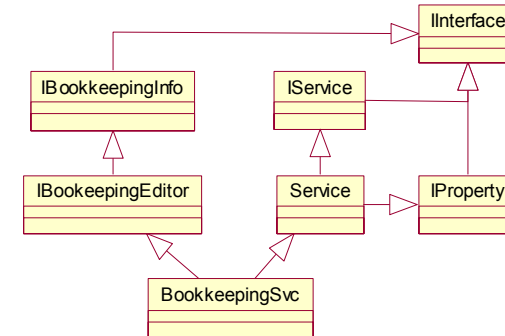 IInterface
IBookkeepingInfo
IService
IBookeepingEditor
Service
IProperty
BookkeepingSvc